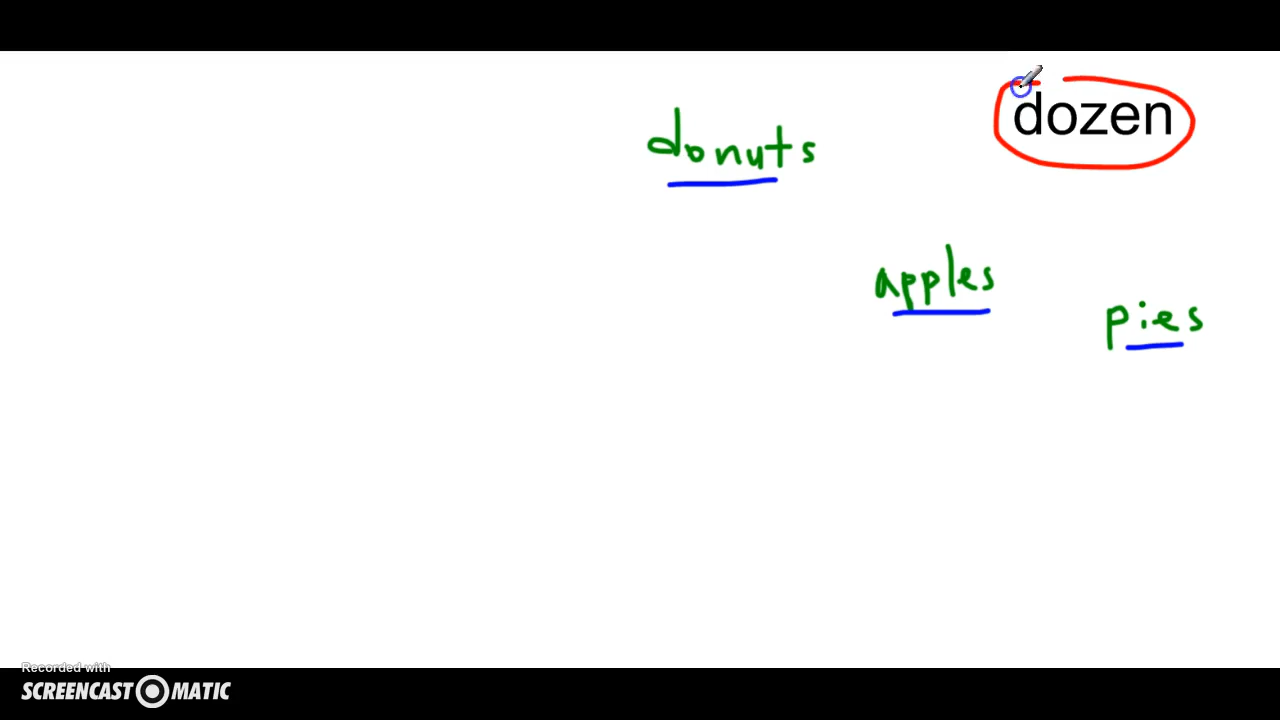 dozen
donuts
apples
pies
Recorded with
SCREENCAST MATIC